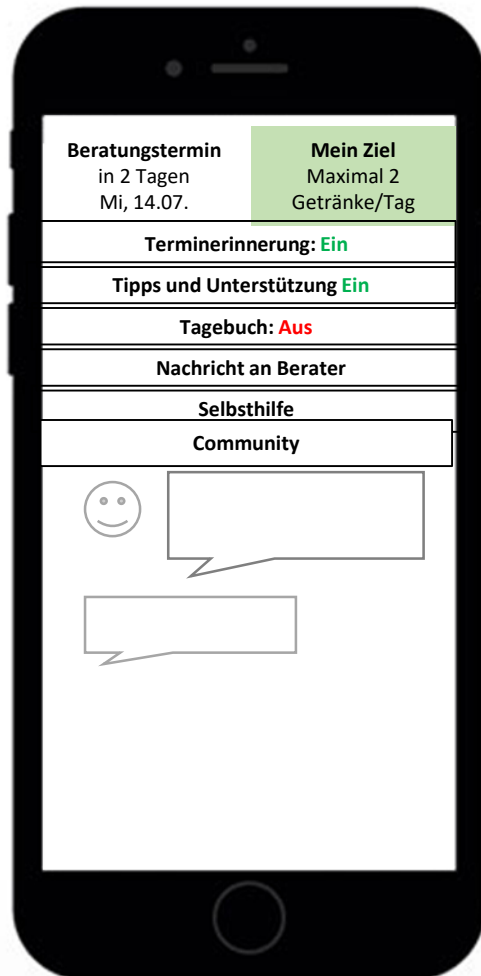 Beratungstermin
in 2 Tagen
Mi, 14.07.
Mein Ziel
Maximal 2
Getränke/Tag
Terminerinnerung: Ein
Tipps und Unterstützung Ein
Tagebuch: Aus
Nachricht an Berater
Selbsthilfe
Community